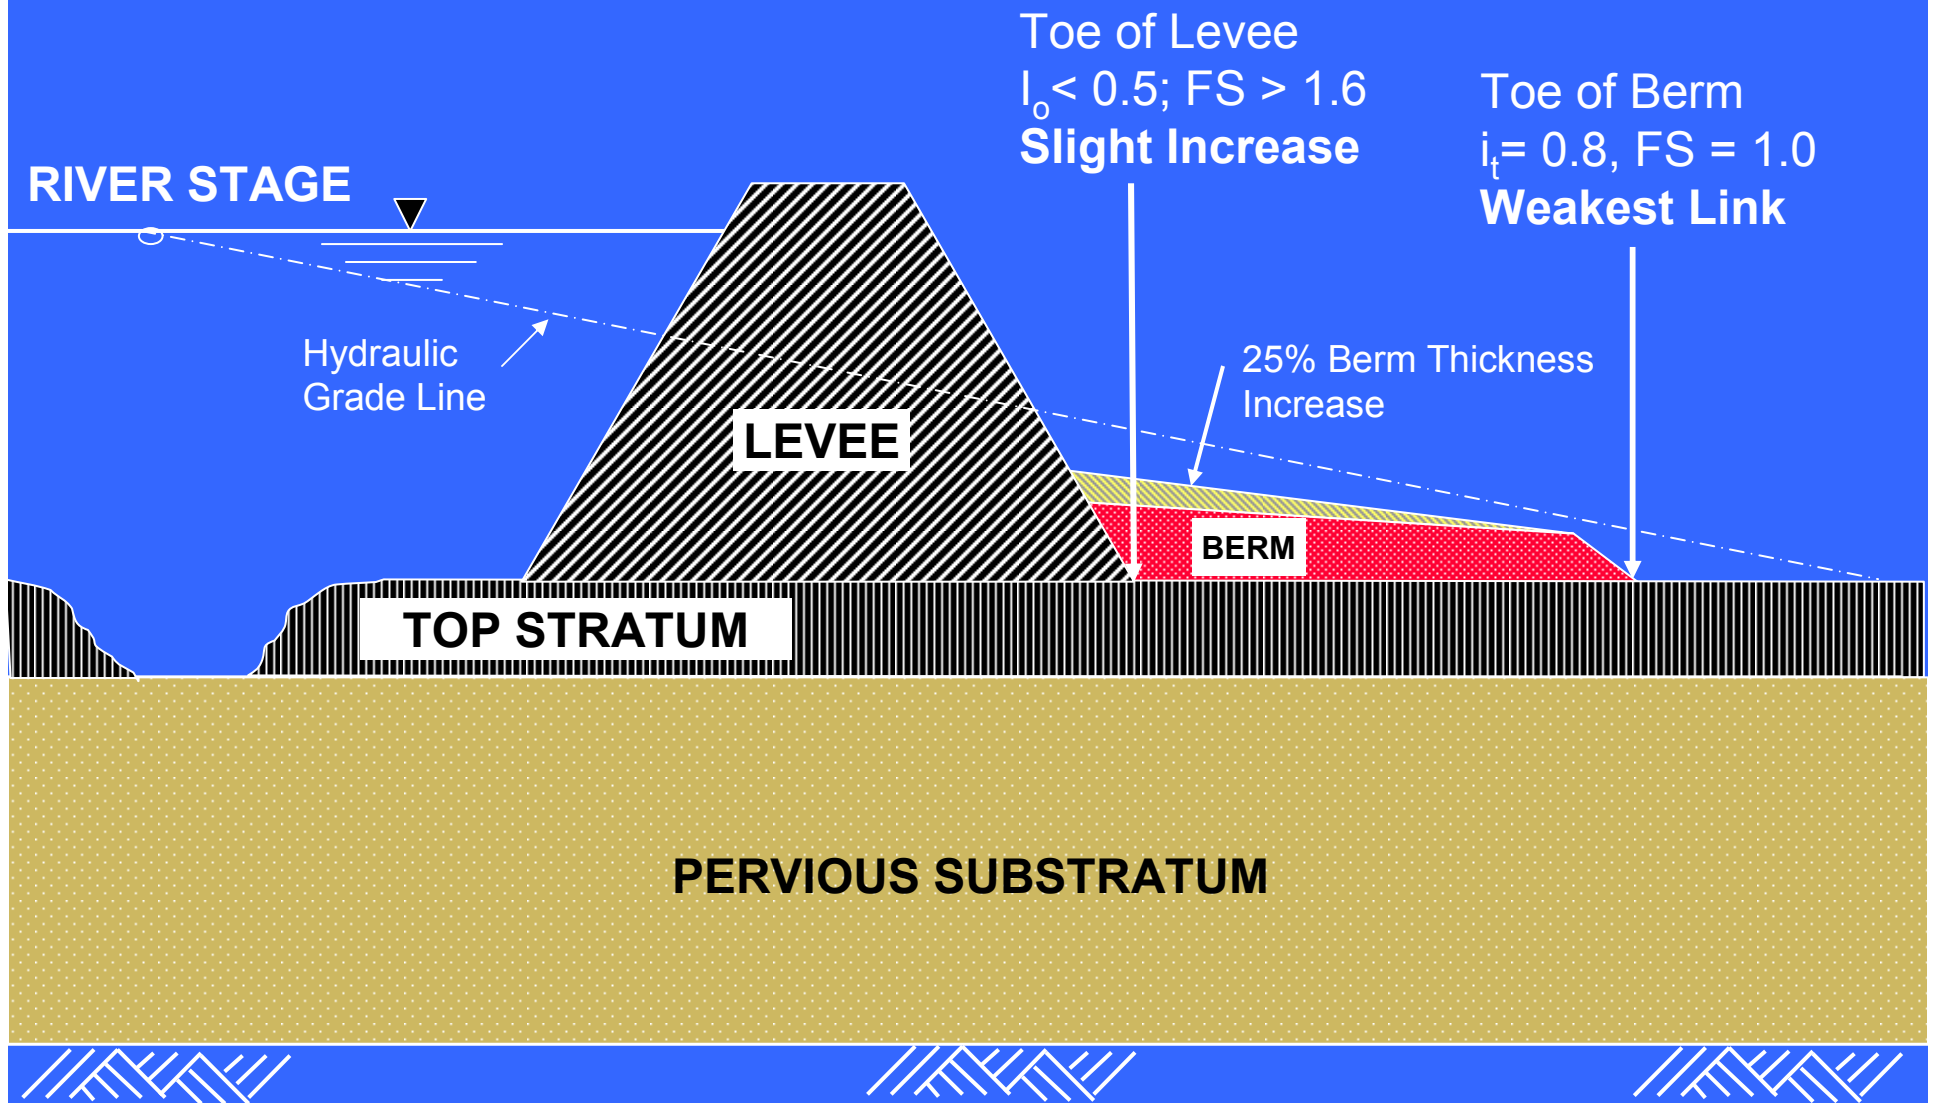 Toe of Levee
Io< 0.5; FS > 1.6
Slight Increase
Toe of Berm
it= 0.8, FS = 1.0
Weakest Link
RIVER STAGE
Hydraulic
Grade Line
25% Berm Thickness
Increase
LEVEE
BERM
TOP STRATUM
PERVIOUS SUBSTRATUM